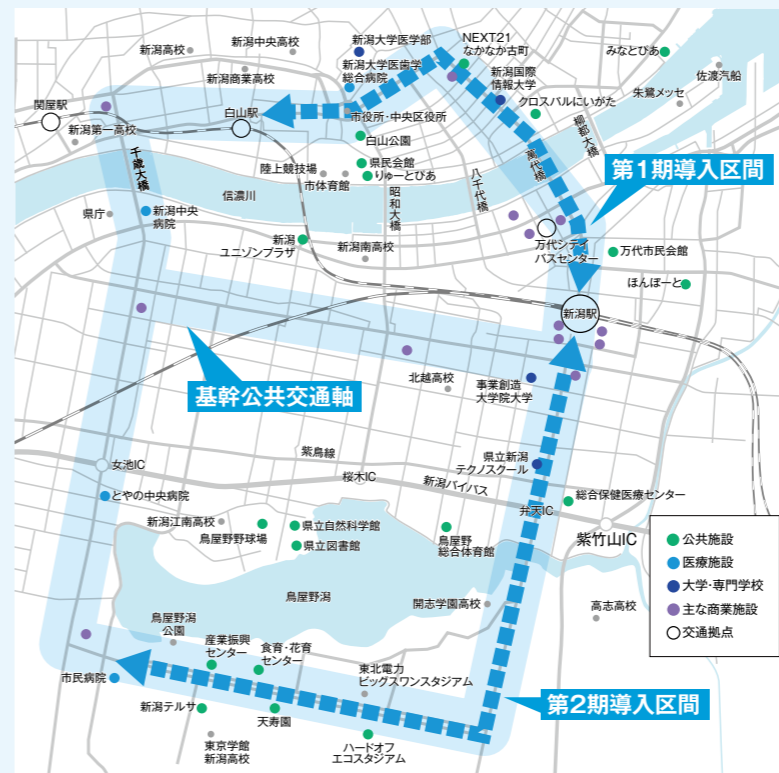 新潟高校
新潟中央高校
新潟大学医学部
NEXT21
なかなか古町
みなとぴあ
佐渡汽船
新潟商業高校
新潟大学医歯学
総合病院
新潟国際
情報大学
朱鷺メッセ
関屋駅
白山駅
市役所・中央区役所
クロスパルにいがた
新潟第一高校
白山公園
柳都大橋
千歳大橋
県民会館
萬代橋
陸上競技場
りゅーとぴあ
八千代橋
第1期導入区間
市体育館
昭和大橋
信濃川
県庁
新潟中央
病院
新潟
ユニゾンプラザ
新潟南高校
万代シテイ
バスセンター
万代市民会館
ほんぽーと
新潟駅
基幹公共交通軸
北越高校
事業創造
大学院大学
紫鳥線
県立新潟
テクノスクール
女池IC
桜木IC
新潟バイパス
とやの中央病院
総合保健医療センター
弁天IC
新潟江南高校
県立自然科学館
鳥屋野野球場
鳥屋野
総合体育館
紫竹山IC
県立図書館
公共施設
医療施設
鳥屋野潟
開志学園高校
高志高校
大学・専門学校
主な商業施設
交通拠点
鳥屋野潟
公園
産業振興
センター
食育・花育
センター
市民病院
東北電力
ビッグスワンスタジアム
新潟テルサ
天寿園
第2期導入区間
東京学館
新潟高校
ハードオフ
エコスタジアム